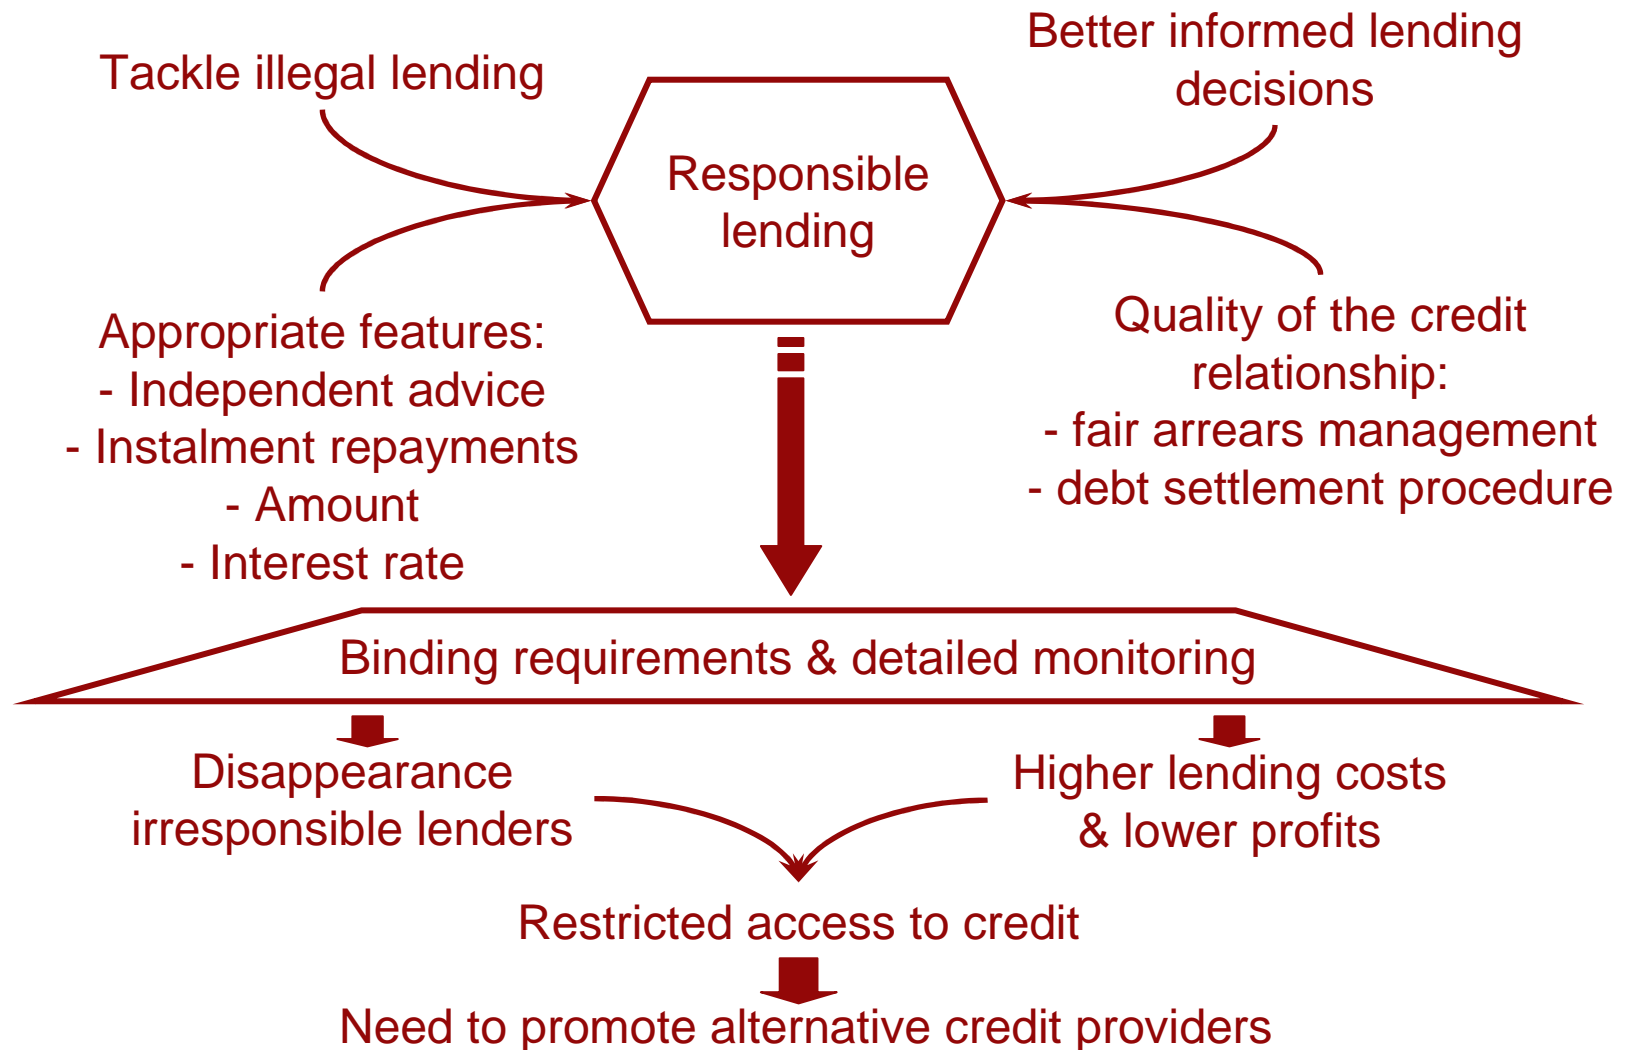 Tackle illegal lending
Better informed lending
decisions
Responsible
lending
Appropriate features:
- Independent advice
- Instalment repayments
- Amount
- Interest rate
Quality of the credit
relationship:
- fair arrears management
- debt settlement procedure
Binding requirements & detailed monitoring
Disappearance
irresponsible lenders
Higher lending costs
& lower profits
Restricted access to credit
Need to promote alternative credit providers